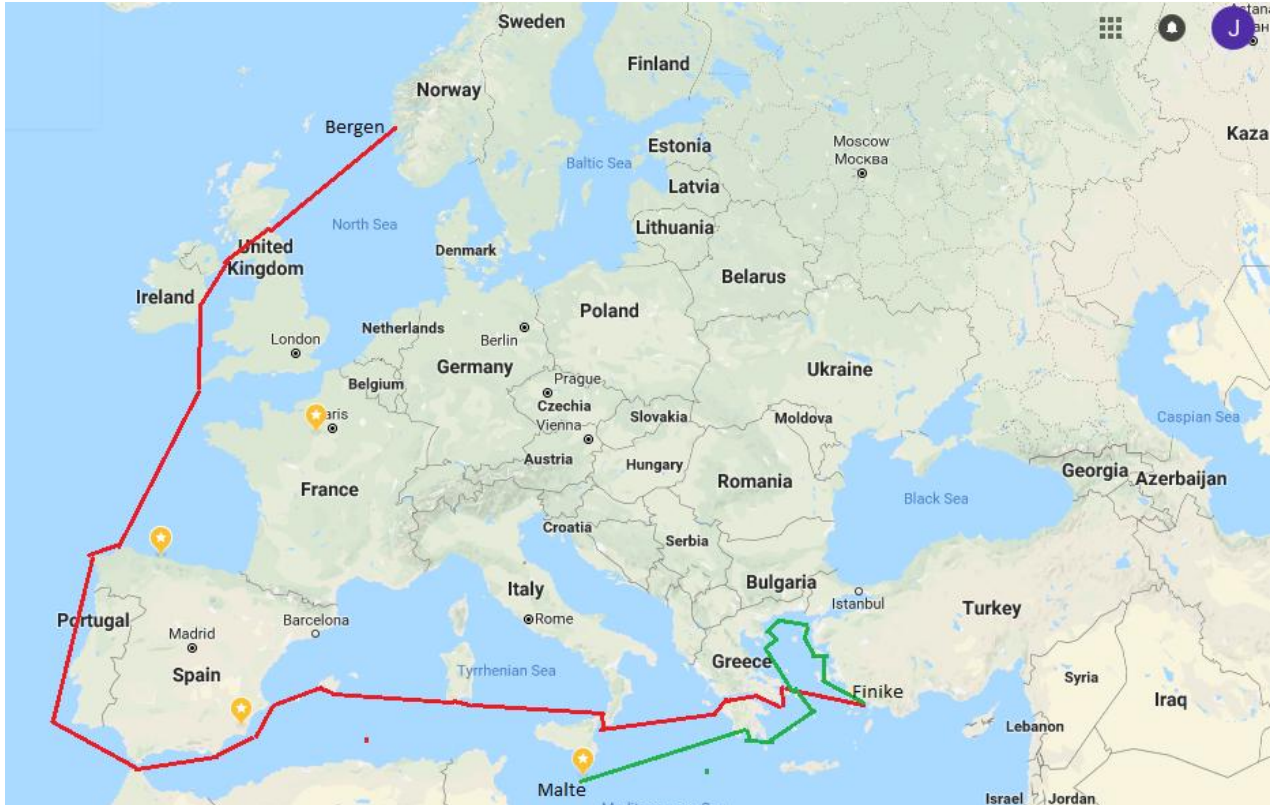 Sweden
Astana
J
Finland
Norway
Bergen
Estonia
Moscow
Москва
Kaza
Baltic Sea
Latvia
North Sea
Lithuania
United
Kingdom
Denmark
Belarus
Ireland
Poland
Netherlands
London
Berlin
Germany
Ukraine
Belgium
Prague
Czechia
Slovakia
Moldova
Caspian Sea
aris
Vienna
Austria
Hungary
France
Romania
Georgia
Azerbaijan
Black Sea
Croatia
Serbia
Italy
Bulgaria
Istanbul
Turkey
Portugal
Barcelona
Rome
Madrid
Spain
Tyrrhenian Sea
Greece
Finike
Syria
Iraq
Lebanon
Malte
Israel
Jordan